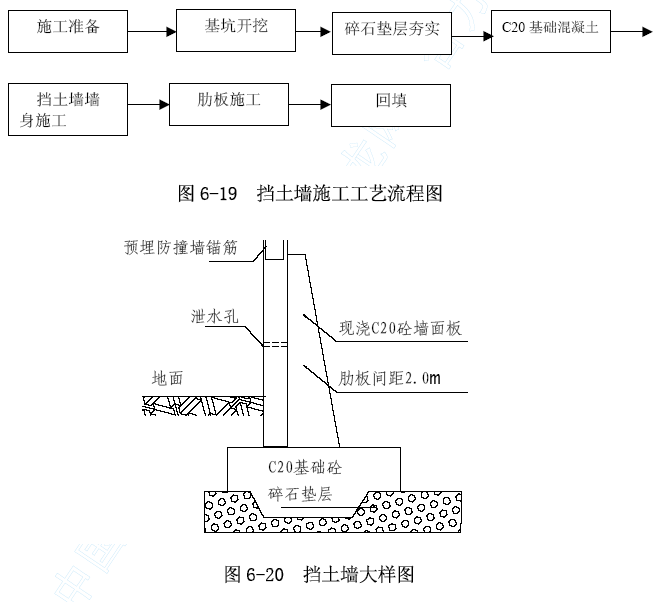 施工准备
基坑开挖
碎石垫层夯实
C20 基础混凝土
挡土墙墙
身施工
肋板施工
回填
图 6-19 挡土墙施工工艺流程图
预埋防撞墙锚筋
泄水孔
现浇C20砼墙面板
地面
肋板间距2.0m
C20基础砼
碎石垫层
图 6-20 挡土墙大样图